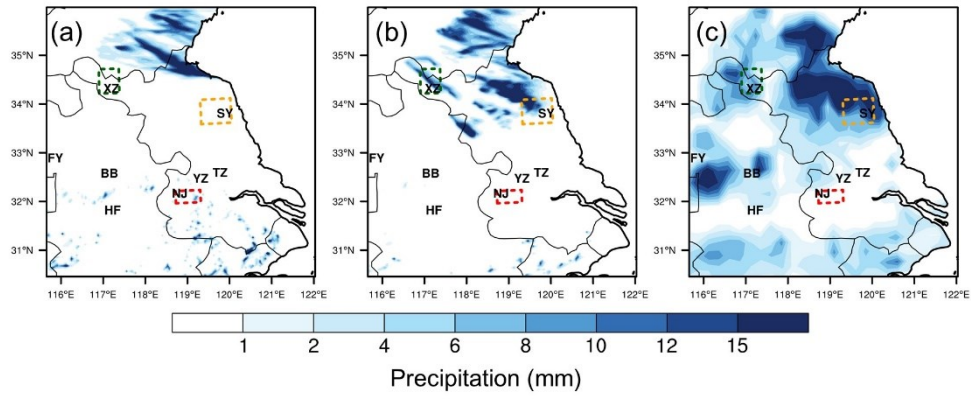 (a) (b) (c)
35°N 35°N 35°N
XZ XZ XZ
34°N 34°N 34°N
SY SY SY
33°N 33°N 33°N
FY BB TZ FY BB TZ FY BB TZ
YZ YZ YZ
32°N NJ 32°N NJ 32°N NJ
HF HF HF
31°N 31°N 31°N
116°E 117°E 118°E 119°E 120°E 121°E 122°E 116°E 117°E 118°E 119°E 120°E 121°E 122°E 116°E 117°E 118°E 119°E 120°E 121°E 122°E
1 2 4 6 8 10 12 15
Precipitation (mm)